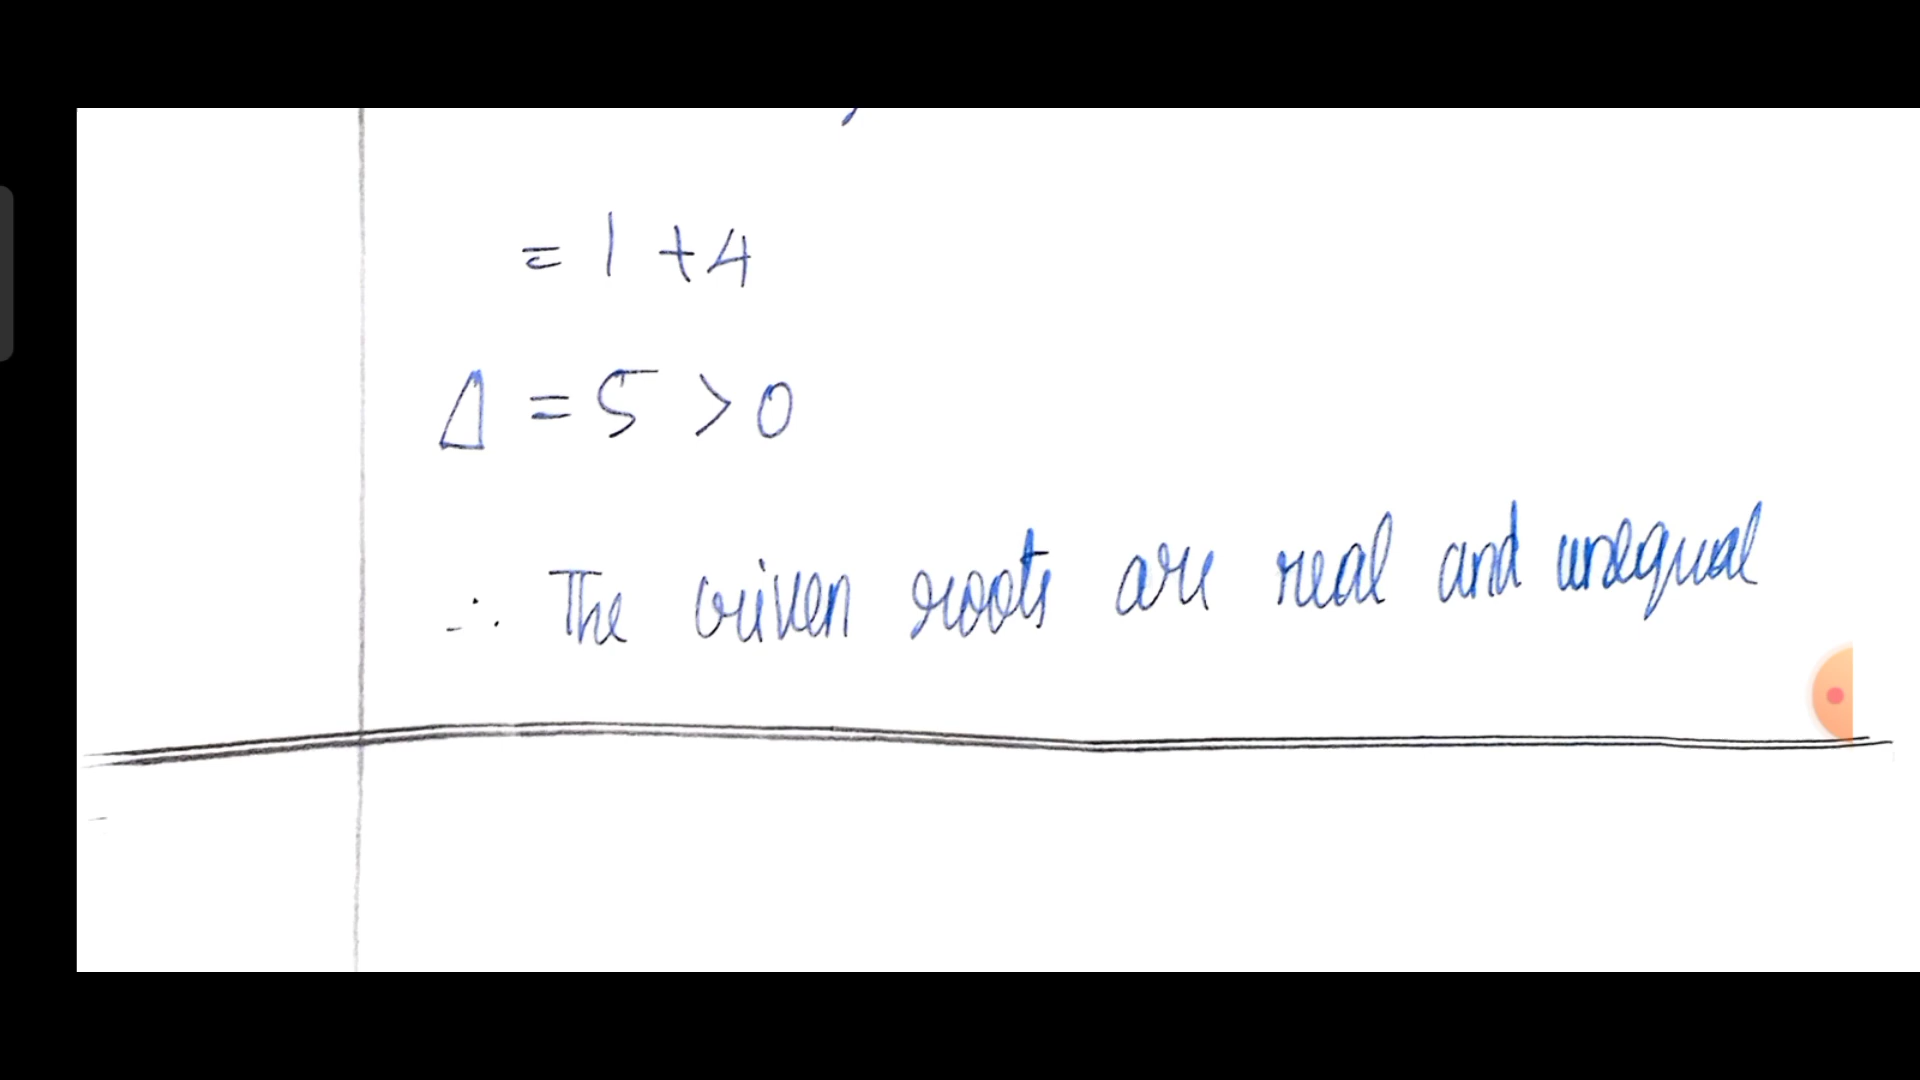 = 1 + 4
Δ = 5 > 0
∴ The given roots are real and unequal